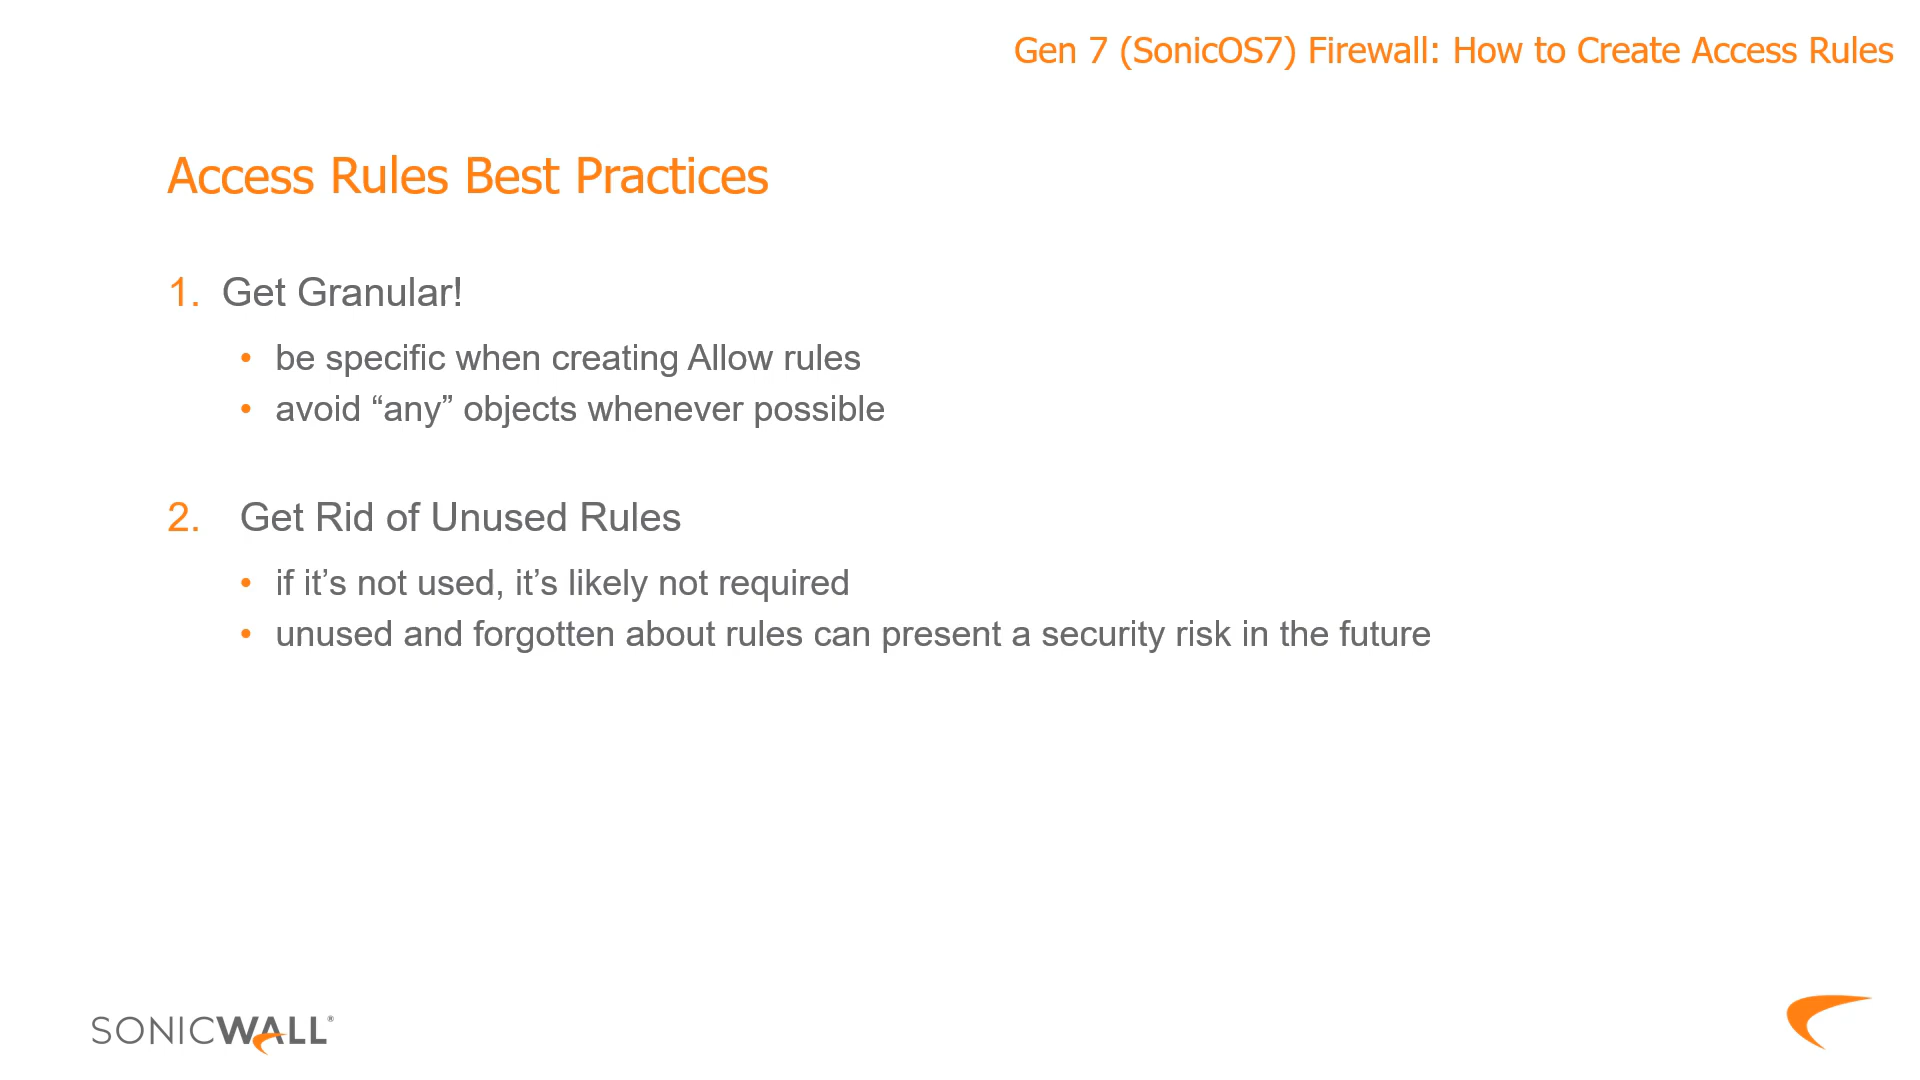 Gen 7 (SonicOS7) Firewall: How to Create Access Rules
Access Rules Best Practices
1. Get Granular!
• be specific when creating Allow rules
• avoid “any” objects whenever possible
2. Get Rid of Unused Rules
• if it’s not used, it’s likely not required
• unused and forgotten about rules can present a security risk in the future
SONICWALL®